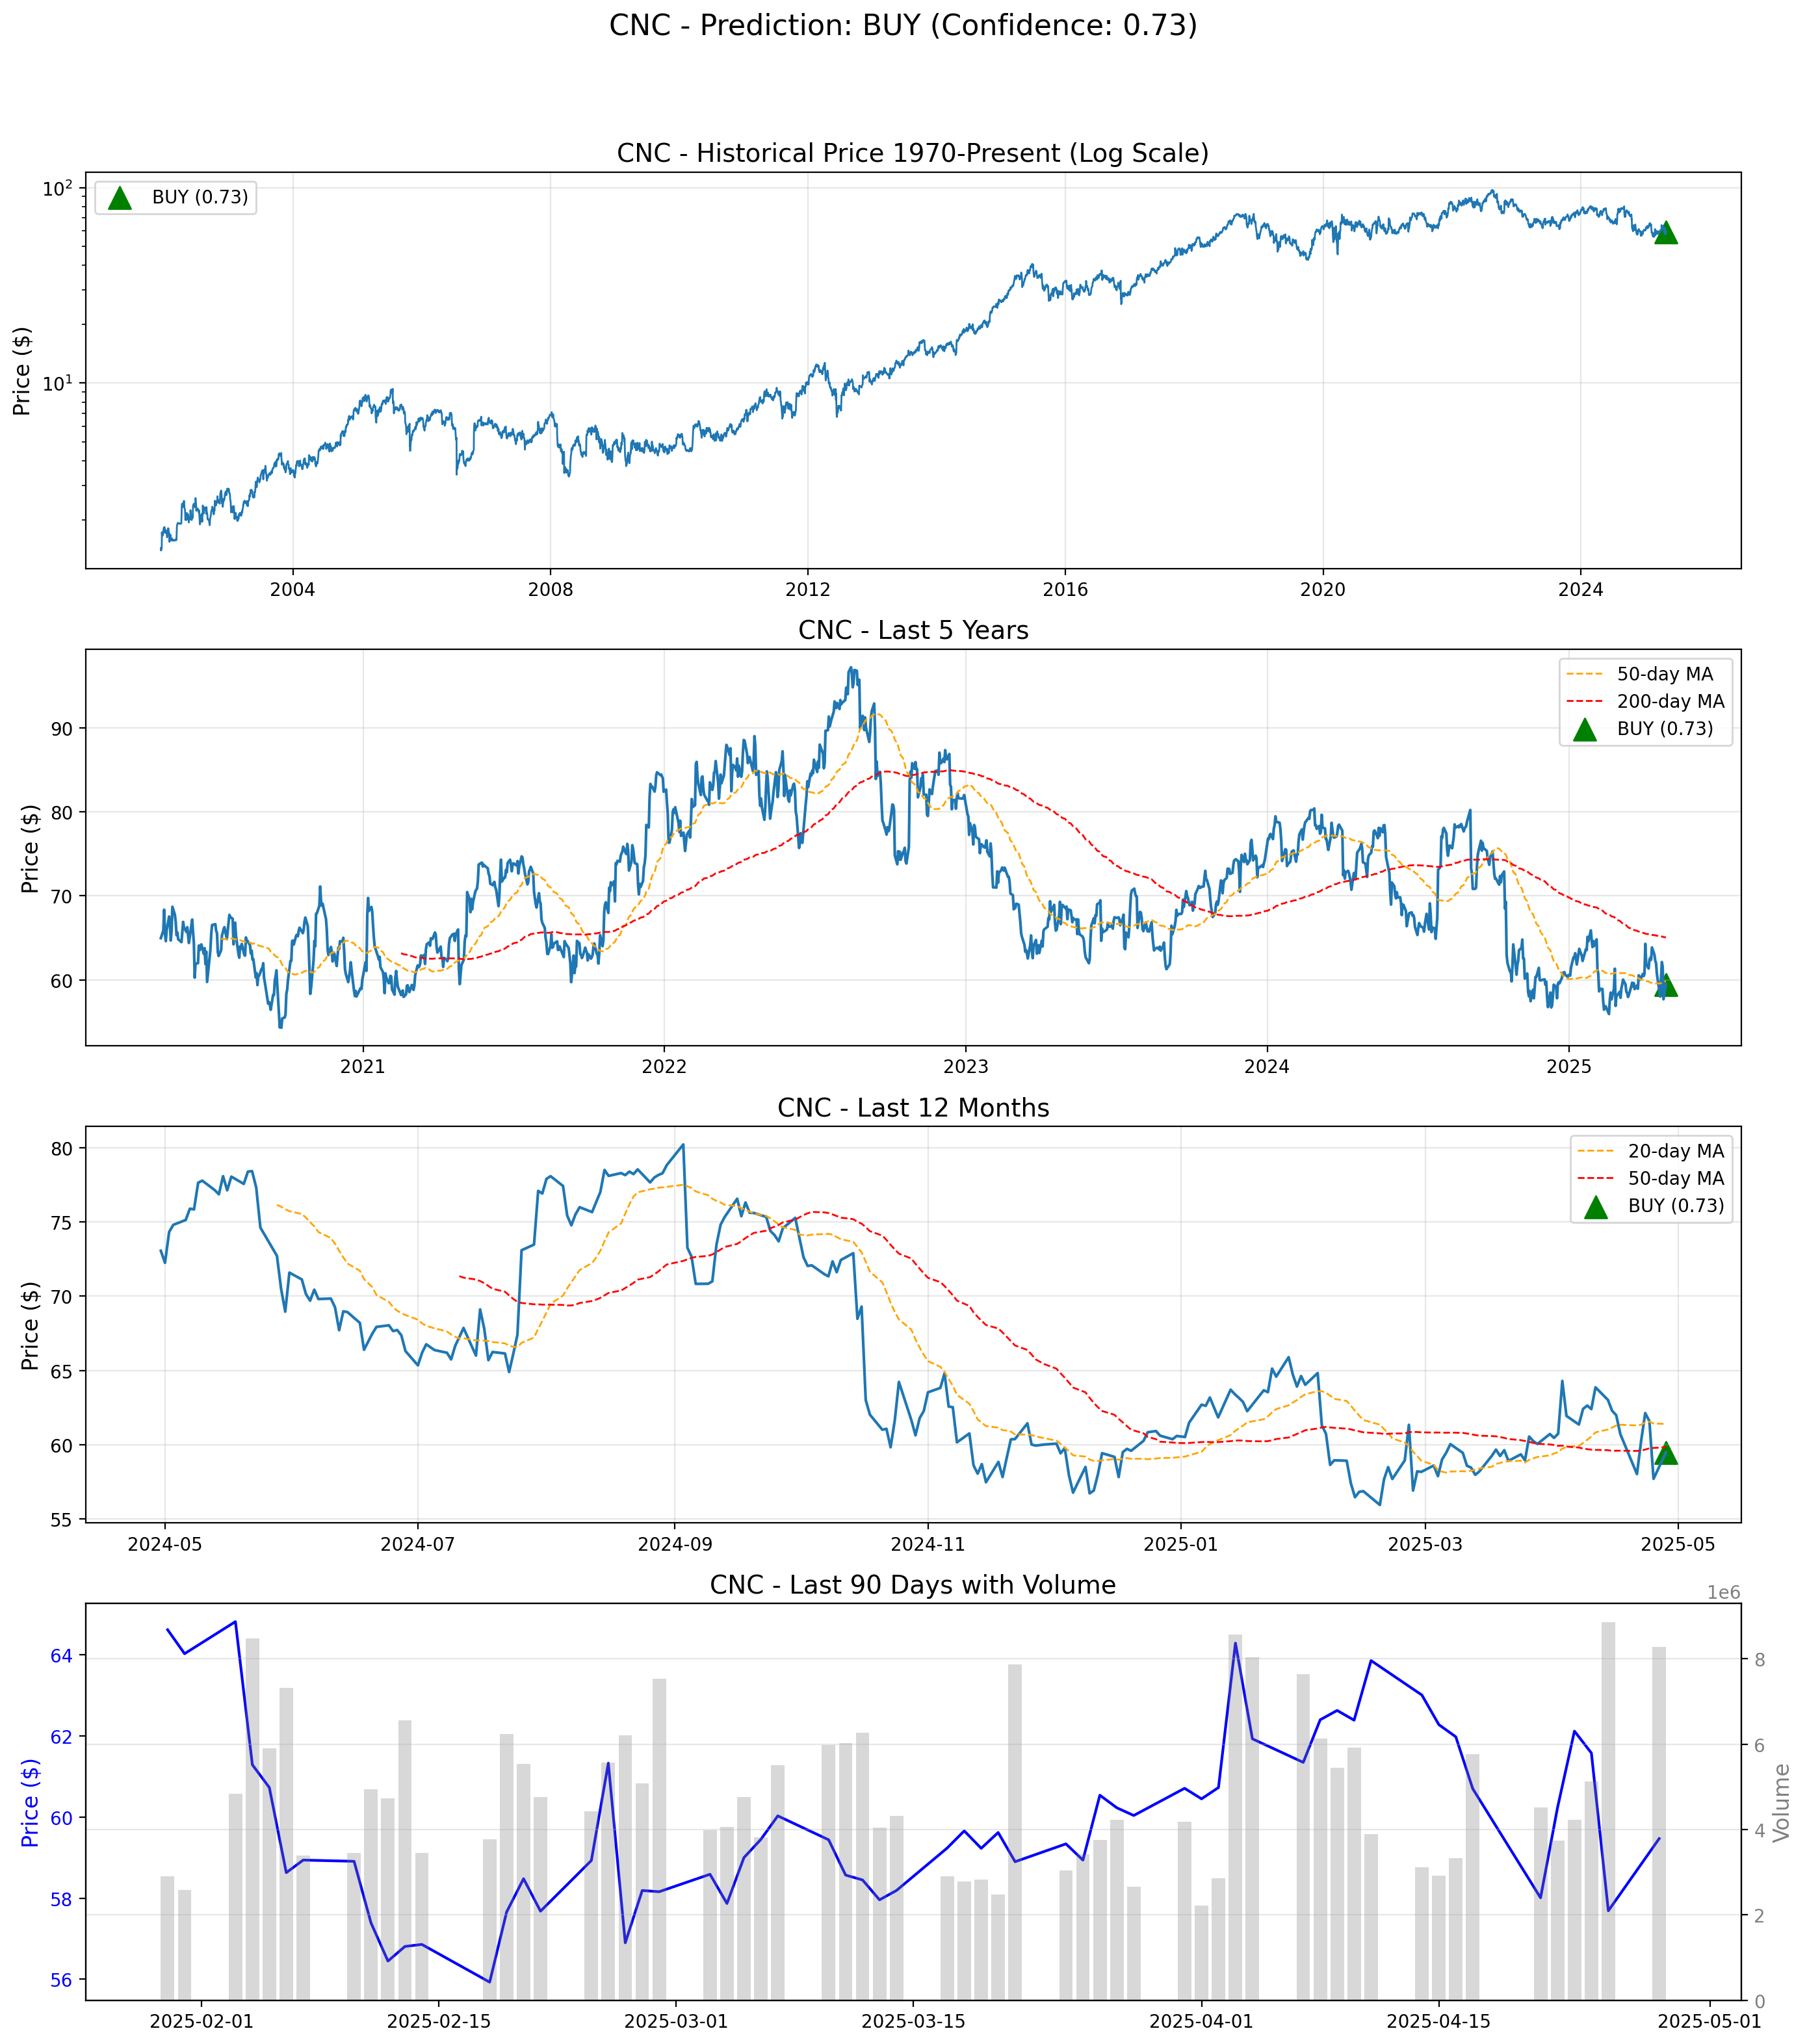 CNC - Prediction: BUY (Confidence: 0.73)
CNC - Historical Price 1970-Present (Log Scale)
BUY (0.73)
Price ($)
10²
10¹
2004 2008 2012 2016 2020 2024
CNC - Last 5 Years
50-day MA
200-day MA
BUY (0.73)
Price ($)
90
80
70
60
2021 2022 2023 2024 2025
CNC - Last 12 Months
20-day MA
50-day MA
BUY (0.73)
Price ($)
80
75
70
65
60
55
2024-05 2024-07 2024-09 2024-11 2025-01 2025-03 2025-05
CNC - Last 90 Days with Volume
1e6
Price ($)
64
62
60
58
56
8
6
4
2
0
Volume
2025-02-01 2025-02-15 2025-03-01 2025-03-15 2025-04-01 2025-04-15 2025-05-01